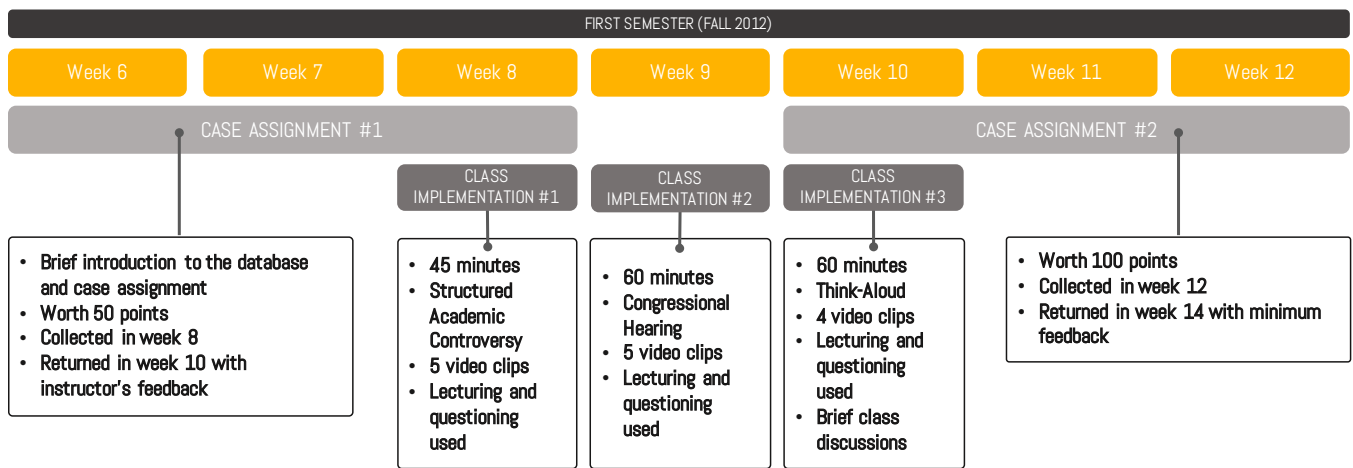 FIRST SEMESTER (FALL 2012)
Week 6
Week 7
Week 8
Week 9
Week 10
Week 11
Week 12
CASE ASSIGNMENT #1
CASE ASSIGNMENT #2
CLASS
IMPLEMENTATION #1
CLASS
IMPLEMENTATION #2
CLASS
IMPLEMENTATION #3
• Brief introduction to the database
and case assignment
• Worth 50 points
• Collected in week 8
• Returned in week 10 with
instructor's feedback
• 45 minutes
• Structured
Academic
Controversy
• 5 video clips
• Lecturing and
questioning
used
• 60 minutes
• Congressional
Hearing
• 5 video clips
• Lecturing and
questioning
used
• 60 minutes
• Think-Aloud
• 4 video clips
• Lecturing and
questioning
used
• Brief class
discussions
• Worth 100 points
• Collected in week 12
• Returned in week 14 with minimum
feedback